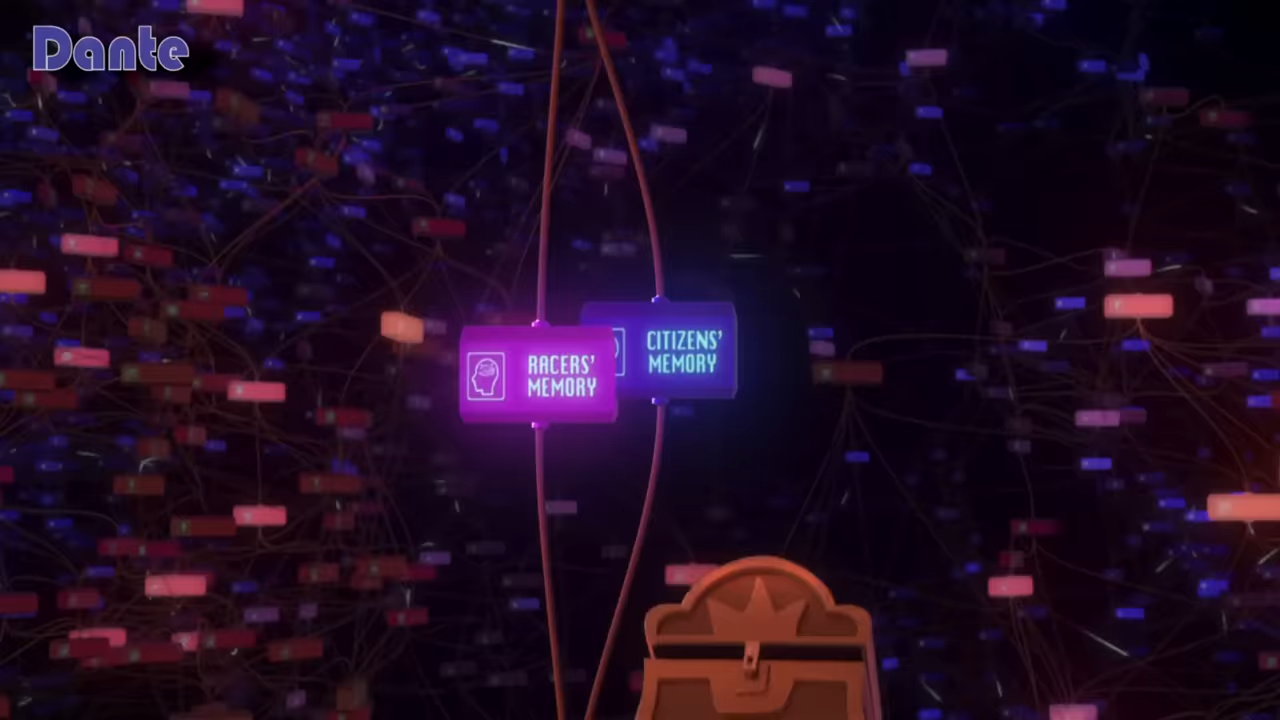 Dante
RACERS'
MEMORY
CITIZENS'
MEMORY